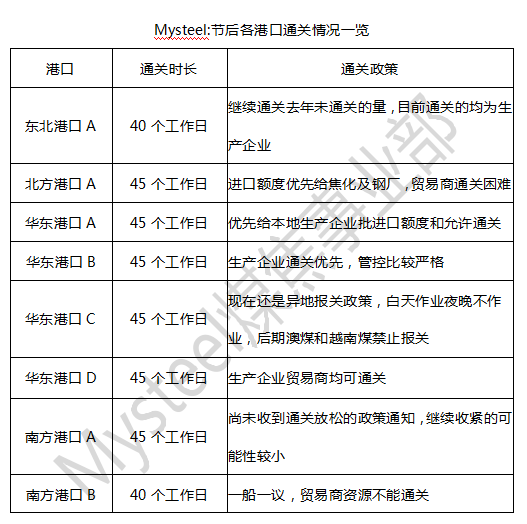 Mysteel:节后各港口通关情况一览
港口 通关时长 通关政策
东北港口 A 40 个工作日 继续通关去年未通关的量，目前通关的均为生
产企业
北方港口 A 45 个工作日 进口额度优先给焦化及钢厂，贸易商通关困难
华东港口 A 45 个工作日 优先给本地生产企业批进口额度和允许通关
华东港口 B 45 个工作日 生产企业通关优先，管控比较严格
华东港口 C 45 个工作日 现在还是异地报关政策，白天作业夜晚不作
业，后期澳煤和越南煤禁止报关
华东港口 D 45 个工作日 生产企业贸易商均可通关
南方港口 A 45 个工作日 尚未收到通关放松的政策通知，继续收紧的可
能性较小
南方港口 B 40 个工作日 一船一议，贸易商资源不能通关
Mysteel煤焦事业部